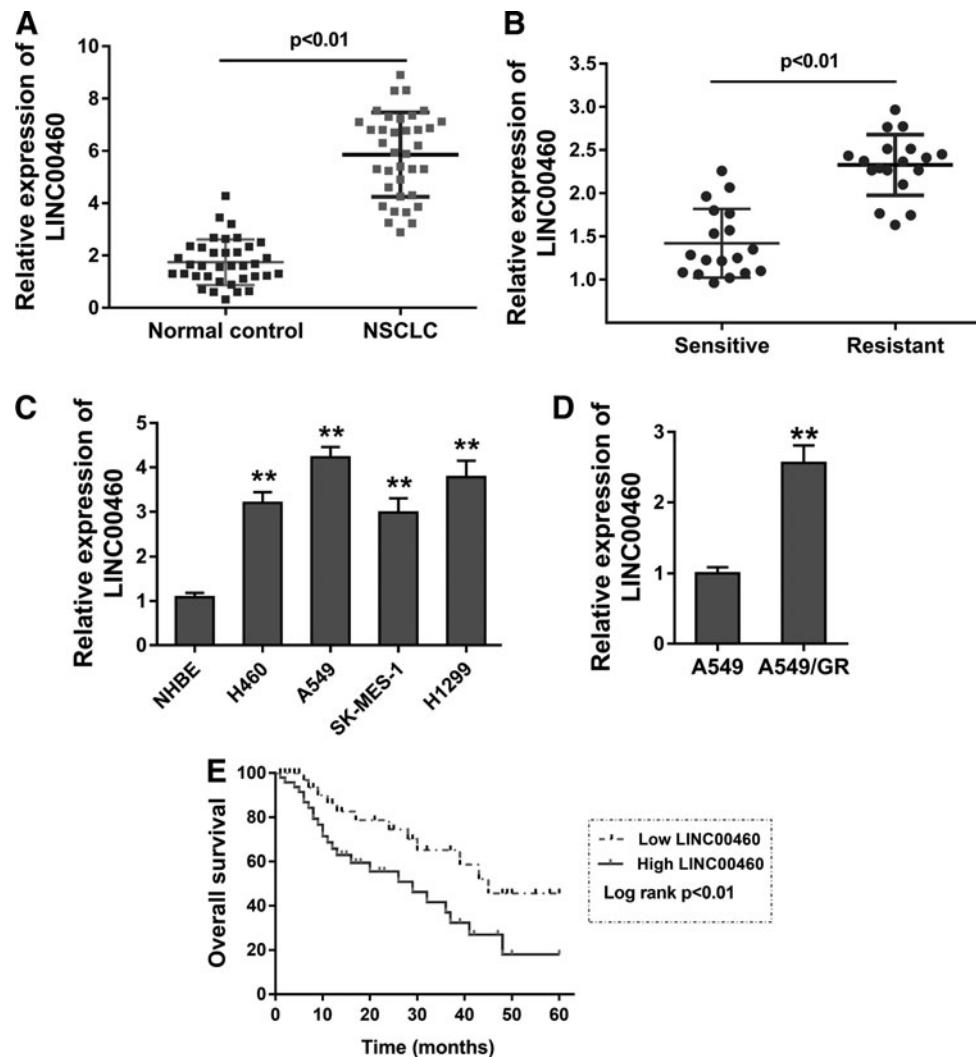 A
Relative expression of
LINC00460
10
8
6
4
2
0
p<0.01
Normal control
NSCLC
B
Relative expression of
LINC00460
3.5
3.0
2.5
2.0
1.5
1.0
p<0.01
Sensitive
Resistant
C
Relative expression of
LINC00460
5
4
3
2
1
0
**
**
**
**
NHBE
H460
A549
SK-MES-1
H1299
D
Relative expression of
LINC00460
3
2
1
0
**
A549
A549/GR
E
Overall survival
100
80
60
40
20
0
0 10 20 30 40 50 60
Time (months)
Low LINC00460
High LINC00460
Log rank p<0.01